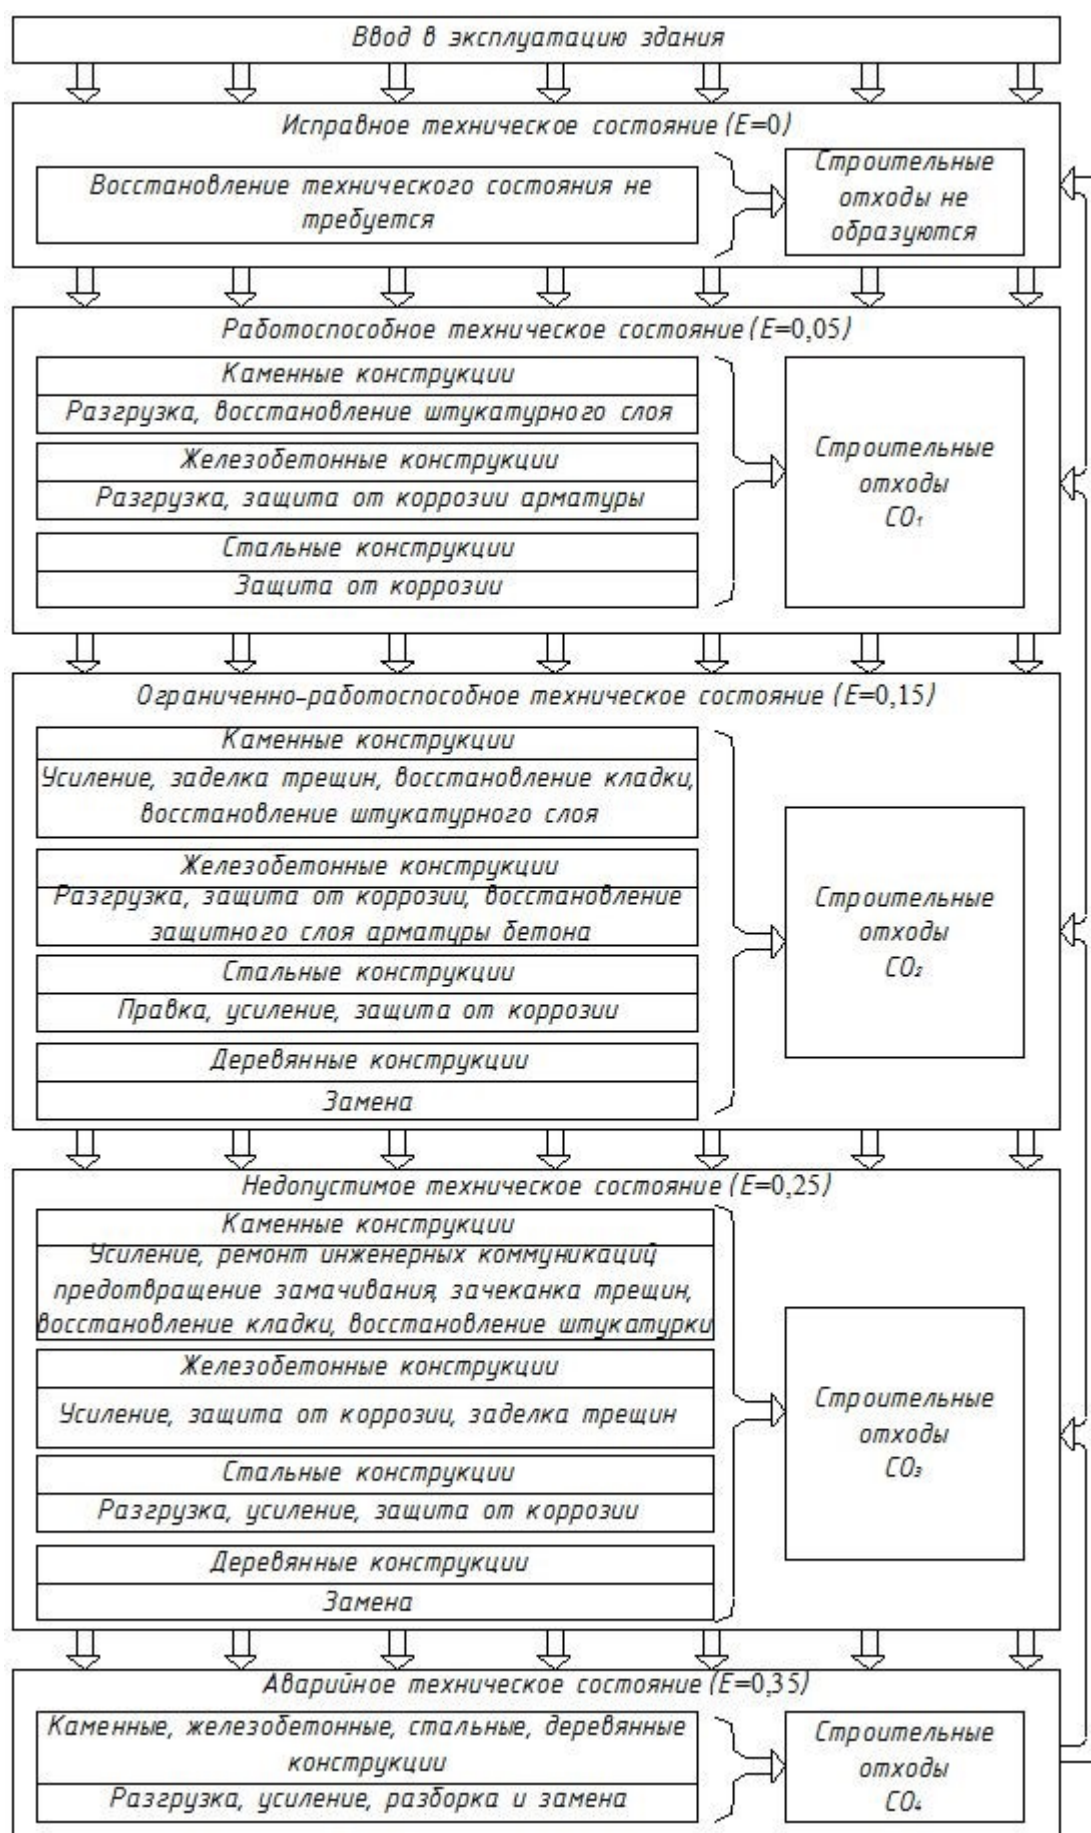 Ввод в эксплуатацию здания
Исправное техническое состояние (E=0)
Восстановление технического состояния не
требуется
Строительные
отходы не
образуются
Работоспособное техническое состояние (E=0,05)
Каменные конструкции
Разгрузка, восстановление штукатурного слоя
Железобетонные конструкции
Разгрузка, защита от коррозии арматуры
Стальные конструкции
Защита от коррозии
Строительные
отходы
СО₁
Ограниченно-работоспособное техническое состояние (E=0,15)
Каменные конструкции
Усиление, заделка трещин, восстановление кладки,
восстановление штукатурного слоя
Железобетонные конструкции
Разгрузка, защита от коррозии, восстановление
защитного слоя арматуры бетона
Стальные конструкции
Правка, усиление, защита от коррозии
Деревянные конструкции
Замена
Строительные
отходы
СО₂
Недопустимое техническое состояние (E=0,25)
Каменные конструкции
Усиление, ремонт инженерных коммуникаций,
предотвращение замачивания, зачеканка трещин,
восстановление кладки, восстановление штукатурки
Железобетонные конструкции
Усиление, защита от коррозии, заделка трещин
Стальные конструкции
Разгрузка, усиление, защита от коррозии
Деревянные конструкции
Замена
Строительные
отходы
СО₃
Аварийное техническое состояние (E=0,35)
Каменные, железобетонные, стальные, деревянные
конструкции
Разгрузка, усиление, разборка и замена
Строительные
отходы
СО₄